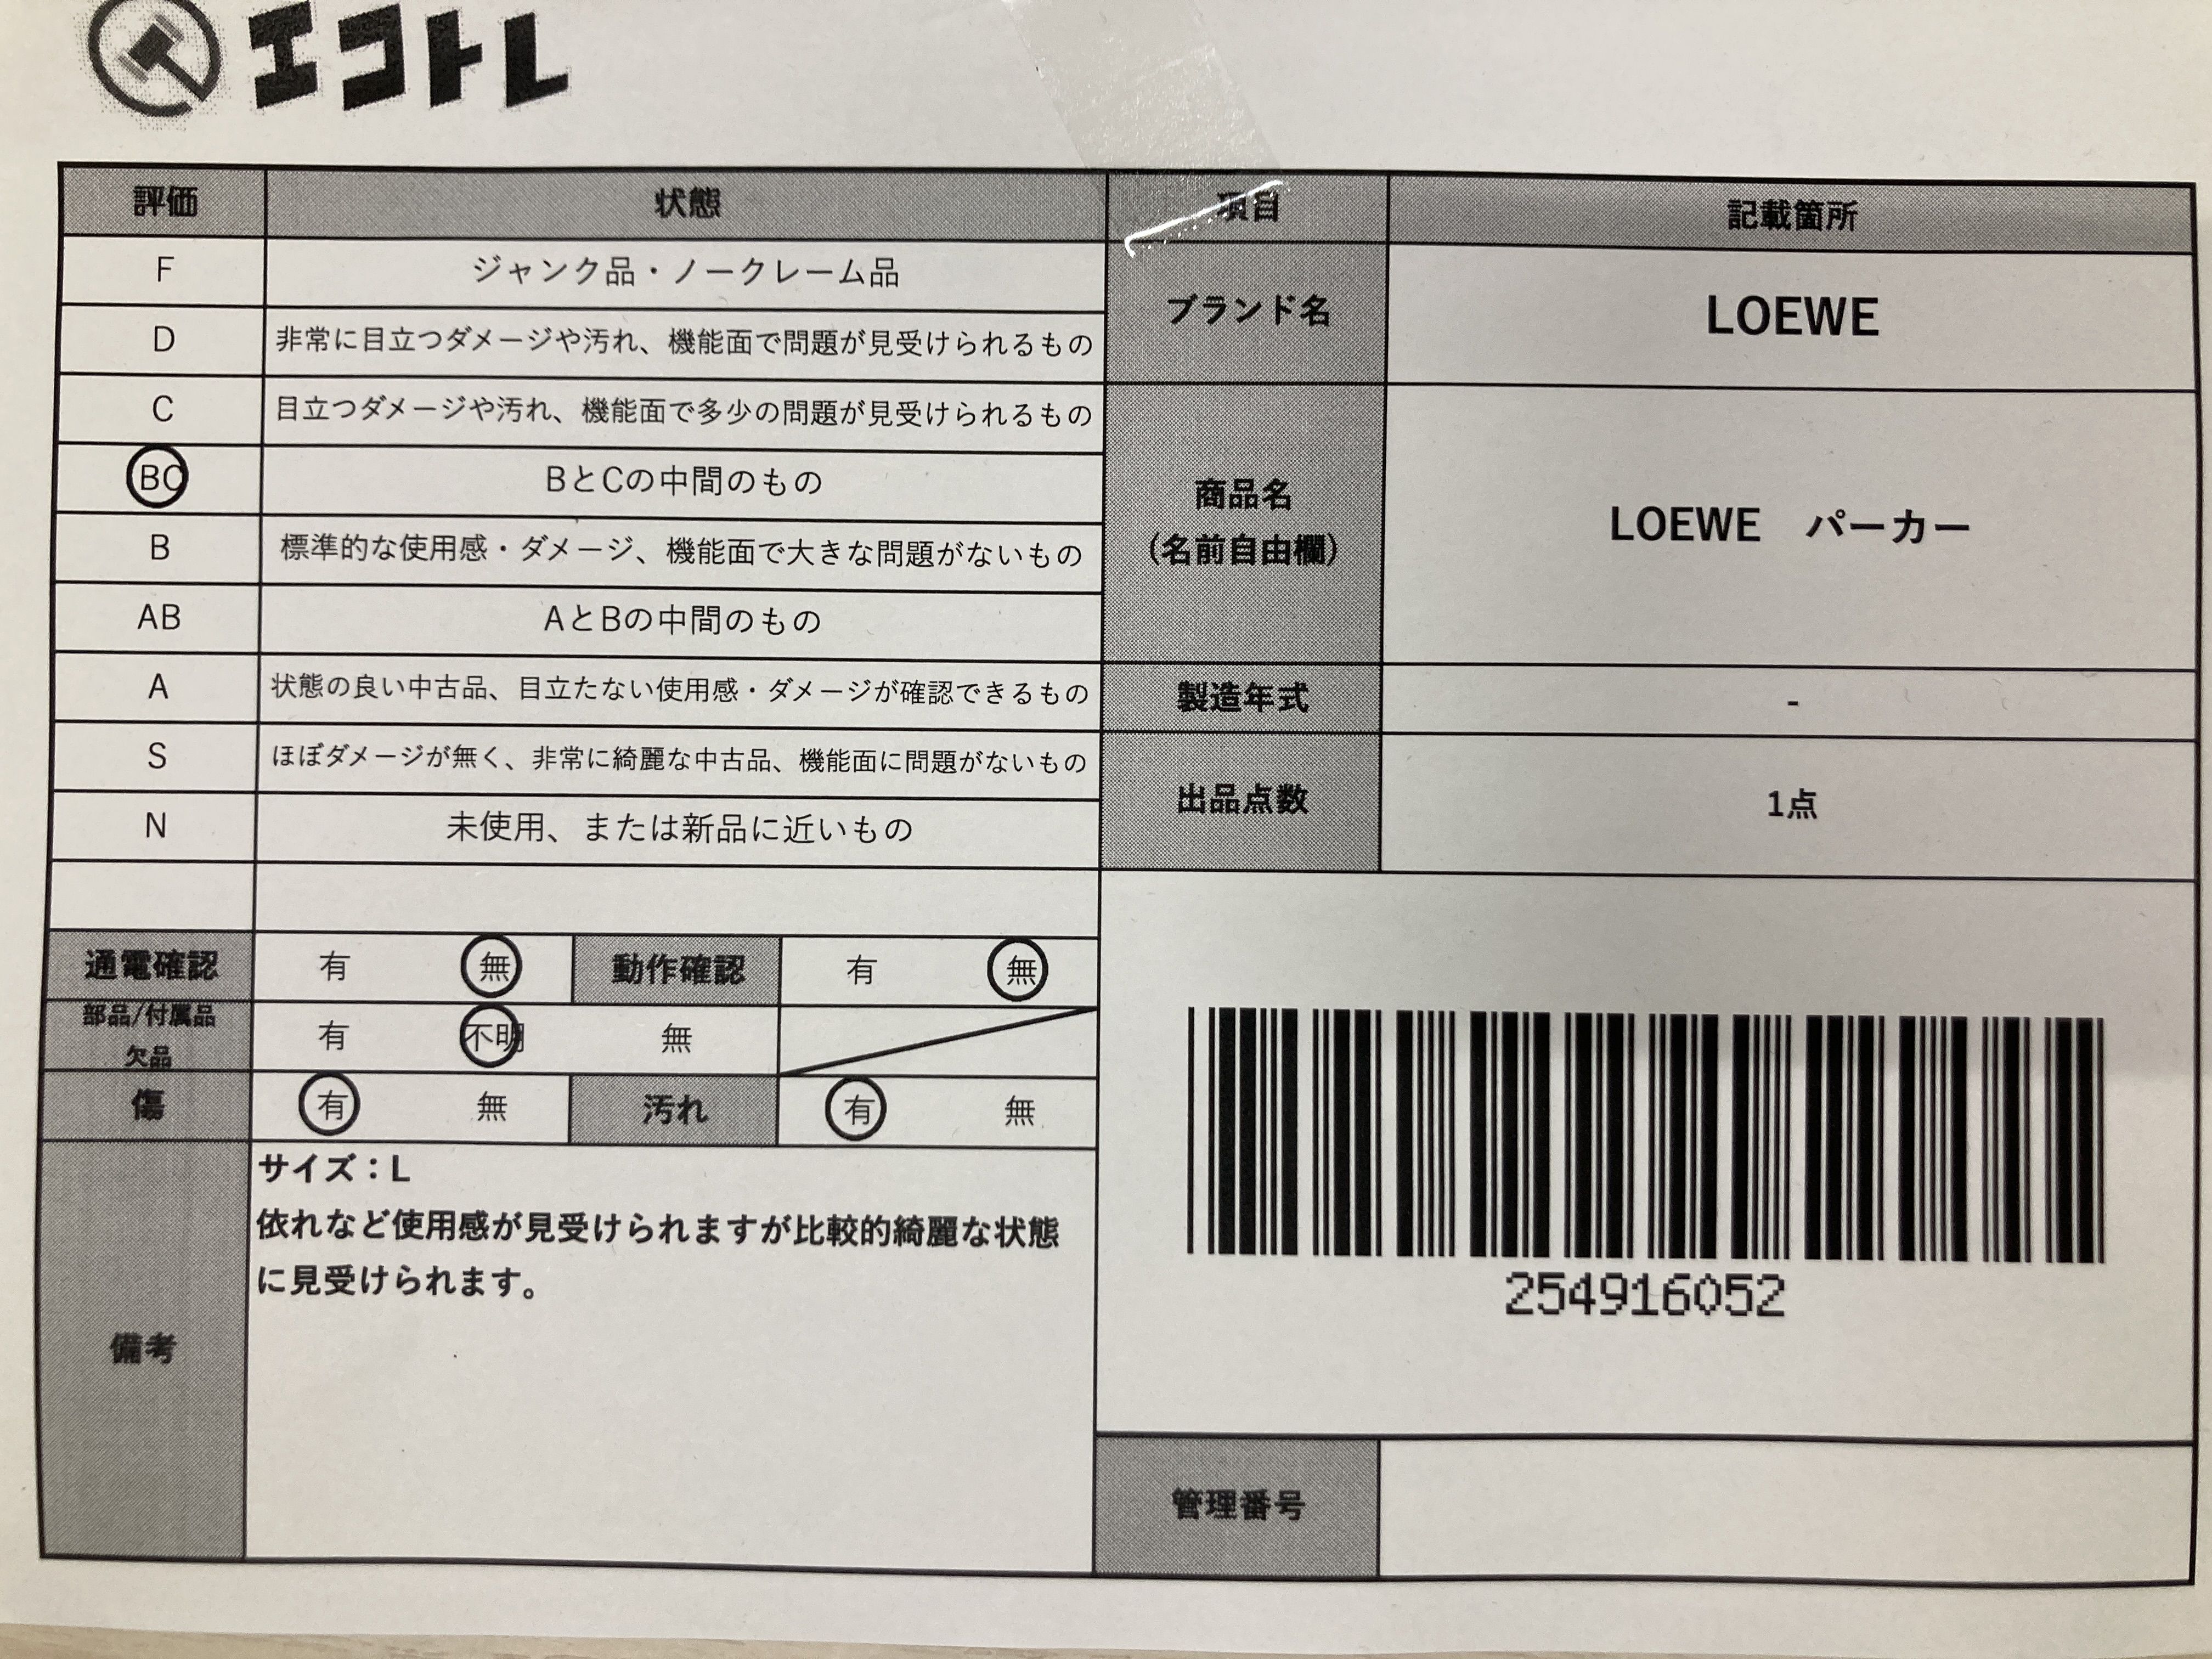 エコトレ
評価 状態 項目 記載箇所
F ジャンク品・ノークレーム品
D 非常に目立つダメージや汚れ、機能面で問題が見受けられるもの
C 目立つダメージや汚れ、機能面で多少の問題が見受けられるもの
BC BとCの中間のもの
B 標準的な使用感・ダメージ、機能面で大きな問題がないもの
AB AとBの中間のもの
A 状態の良い中古品、目立たない使用感・ダメージが確認できるもの
S ほぼダメージが無く、非常に綺麗な中古品、機能面に問題がないもの
N 未使用、または新品に近いもの
ブランド名 LOEWE
商品名
(名前自由欄)
LOEWE パーカー
製造年式 -
出品点数 1点
通電確認 有 無 動作確認 有 無
部品/付属品
欠品
有 不明 無
傷 有 無 汚れ 有 無
備考
サイズ：L
依れなど使用感が見受けられますが比較的綺麗な状態
に見受けられます。
254916052
管理番号